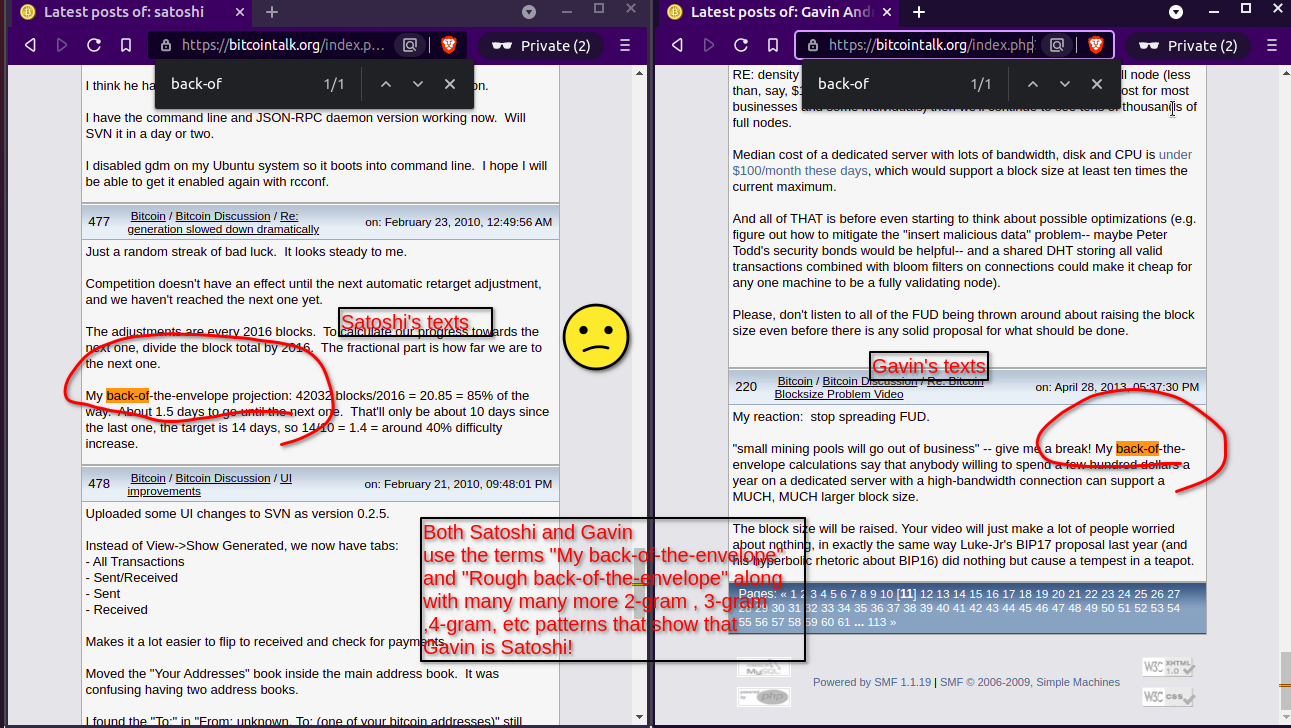 Latest posts of: satoshi
https://bitcointalk.org/index.p...
Private (2)
back-of
1/1
I think he ha
on.
I have the command line and JSON-RPC daemon version working now.  Will
SVN it in a day or two.
I disabled gdm on my Ubuntu system so it boots into command line.  I hope I will
be able to get it enabled again with rcconf.
477
Bitcoin / Bitcoin Discussion / Re:
generation slowed down dramatically
on: February 23, 2010, 12:49:56 AM
Just a random streak of bad luck.  It looks steady to me.
Competition doesn't have an effect until the next automatic retarget adjustment,
and we haven't reached the next one yet.
Satoshi's texts
The adjustments are every 2016 blocks.  To calculate our progress towards the
next one, divide the block total by 2016.  The fractional part is how far we are to
the next one.
My back-of-the-envelope projection: 42032 blocks/2016 = 20.85 = 85% of the
way.  About 1.5 days to go until the next one.  That'll only be about 10 days since
the last one, the target is 14 days, so 14/10 = 1.4 = around 40% difficulty
increase.
478
Bitcoin / Bitcoin Discussion / UI
improvements
on: February 21, 2010, 09:48:01 PM
Uploaded some UI changes to SVN as version 0.2.5.
Instead of View->Show Generated, we now have tabs:
- All Transactions
- Sent/Received
- Sent
- Received
Makes it a lot easier to flip to received and check for payments.
Moved the "Your Addresses" book inside the main address book.  It was
confusing having two address books.
I found the "To:" in "From: unknown, To: (one of your bitcoin addresses)" still
Latest posts of: Gavin And
https://bitcointalk.org/index.php
Private (2)
back-of
1/1
RE: density
ll node (less
than, say, $1
ost for most
businesses and some individuals) then we'll continue to see tens of thousands of
full nodes.
Median cost of a dedicated server with lots of bandwidth, disk and CPU is under
$100/month these days, which would support a block size at least ten times the
current maximum.
And all of THAT is before even starting to think about possible optimizations (e.g.
figure out how to mitigate the "insert malicious data" problem-- maybe Peter
Todd's security bonds would be helpful-- and a shared DHT storing all valid
transactions combined with bloom filters on connections could make it cheap for
any one machine to be a fully validating node).
Please, don't listen to all of the FUD being thrown around about raising the block
size even before there is any solid proposal for what should be done.
Gavin's texts
220
Bitcoin / Bitcoin Discussion / Re: Bitcoin
Blocksize Problem Video
on: April 28, 2013, 05:37:30 PM
My reaction:  stop spreading FUD.
"small mining pools will go out of business" -- give me a break! My back-of-the-
envelope calculations say that anybody willing to spend a few hundred dollars a
year on a dedicated server with a high-bandwidth connection can support a
MUCH, MUCH larger block size.
The block size will be raised. Your video will just make a lot of people worried
about nothing, in exactly the same way Luke-Jr's BIP17 proposal last year (and
his hyperbolic rhetoric about BIP16) did nothing but cause a tempest in a teapot.
Pages: « 1 2 3 4 5 6 7 8 9 10 [11] 12 13 14 15 16 17 18 19 20 21 22 23 24 25 26 27
28 29 30 31 32 33 34 35 36 37 38 39 40 41 42 43 44 45 46 47 48 49 50 51 52 53 54
55 56 57 58 59 60 61 ... 113 »
Both Satoshi and Gavin
use the terms "My back-of-the-envelope"
and "Rough back-of-the-envelope" along
with many many more 2-gram , 3-gram
,4-gram, etc patterns that show that
Gavin is Satoshi!
MySQL
php
W3C XHTML 1.0
W3C css
Powered by SMF 1.1.19 | SMF © 2006-2009, Simple Machines